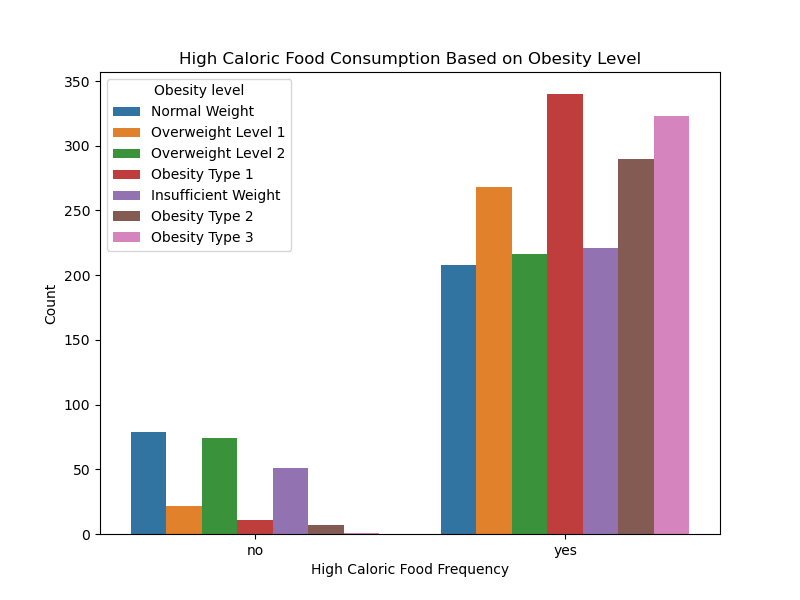 High Caloric Food Consumption Based on Obesity Level
Obesity level
Normal Weight
Overweight Level 1
Overweight Level 2
Obesity Type 1
Insufficient Weight
Obesity Type 2
Obesity Type 3
350
300
250
200
150
100
50
0
Count
no
yes
High Caloric Food Frequency